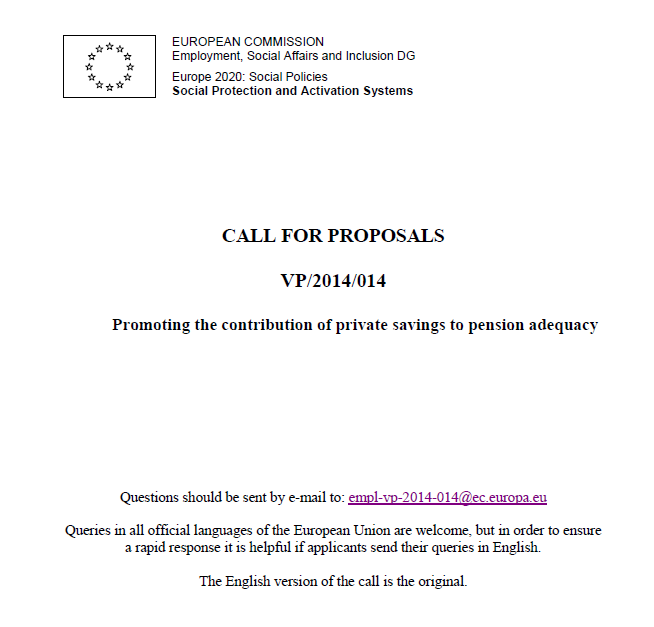 EUROPEAN COMMISSION
Employment, Social Affairs and Inclusion DG
Europe 2020: Social Policies
Social Protection and Activation Systems
CALL FOR PROPOSALS
VP/2014/014
Promoting the contribution of private savings to pension adequacy
Questions should be sent by e-mail to: empl-vp-2014-014@ec.europa.eu
Queries in all official languages of the European Union are welcome, but in order to ensure
a rapid response it is helpful if applicants send their queries in English.
The English version of the call is the original.